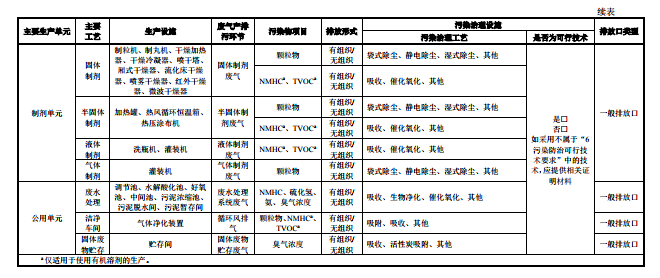 续表
主要生产单元 主要工艺 生产设施 废气产排污环节 污染物项目 排放形式 污染治理设施 排放口类型
污染治理工艺 是否为可行技术
制剂单元
固体制剂
制粒机、制丸机、干燥加热
器、干燥冷凝器、喷干塔、
厢式干燥器、流化床干燥
器、喷雾干燥器、红外干燥
器、微波干燥器
固体制剂废气
颗粒物 有组织/无组织 袋式除尘、静电除尘、湿式除尘、其他
NMHCa、TVOCa 有组织/无组织 吸收、催化氧化、其他
半固体制剂
加热罐、热风循环恒温箱、
热压涂布机
半固体制剂废气
颗粒物 有组织/无组织 袋式除尘、静电除尘、湿式除尘、其他
NMHCa、TVOCa 有组织/无组织 吸收、催化氧化、其他
液体制剂 洗瓶机、灌装机 液体制剂废气 NMHCa、TVOCa 有组织/无组织 吸收、催化氧化、其他
气体制剂 灌装机 气体制剂废气 颗粒物 有组织/无组织 袋式除尘、静电除尘、湿式除尘、其他
是□
否□
如采用不属于“6
污染防治可行技
术要求”中的技
术,应提供相关证
明材料
一般排放口
公用单元
废水处理
调节池、水解酸化池、好氧
池、中间池、污泥浓缩池、
污泥脱水间、污泥暂存间
废水处理系统废气
NMHC、硫化氢、
氨、臭气浓度
有组织/无组织 吸收、生物净化、催化氧化、其他 一般排放口
洁净车间 气体净化装置 循环风排气 颗粒物、NMHCa、
TVOCa 有组织/无组织 吸附、吸收、其他 一般排放口
固体废物贮存 贮存间 固体废物贮存废气 臭气浓度 有组织/无组织 吸收、活性炭吸附、其他 一般排放口
a仅适用于使用有机溶剂的生产。